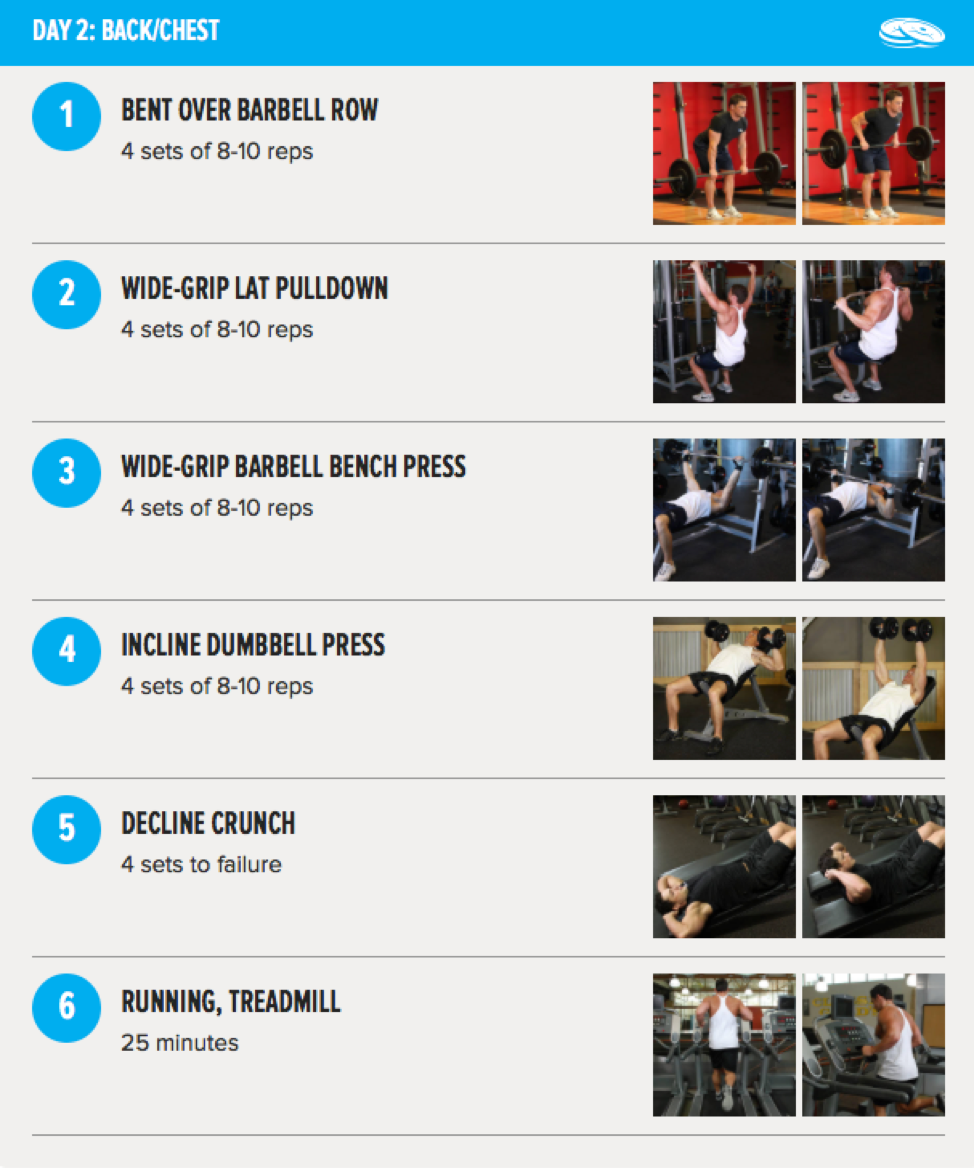 DAY 2: BACK/CHEST
1
BENT OVER BARBELL ROW
4 sets of 8-10 reps
2
WIDE-GRIP LAT PULLDOWN
4 sets of 8-10 reps
3
WIDE-GRIP BARBELL BENCH PRESS
4 sets of 8-10 reps
4
INCLINE DUMBBELL PRESS
4 sets of 8-10 reps
5
DECLINE CRUNCH
4 sets to failure
6
RUNNING, TREADMILL
25 minutes